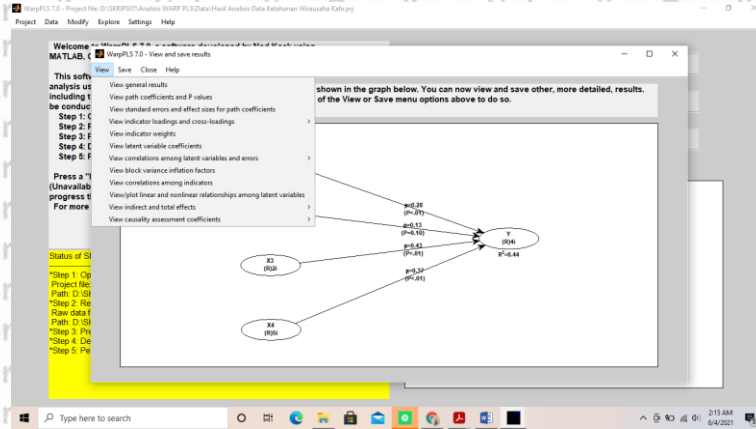 WarpPLS 7.0 - Project file: D:\SKRIPSI!!!\Analisis WARP PLS\Data\Hasil Analisis Data Ketahanan Wirausaha Kafe.prj
Project Data Modify Explore Settings Help
Welcome to WarpPLS 7.0, a software developed by Ned Kock using
MATLAB, C
WarpPLS 7.0 - View and save results
View Save Close Help
This softw
analysis us
including t
be conduc
Step 1: O
Step 2: R
Step 3: P
Step 4: D
Step 5: P
Press a "
(Unavailab
progress t
For more
View general results
View path coefficients and P values
View standard errors and effect sizes for path coefficients
View indicator loadings and cross-loadings
View indicator weights
View latent variable coefficients
View correlations among latent variables and errors
View block variance inflation factors
View correlations among indicators
View/plot linear and nonlinear relationships among latent variables
View indirect and total effects
View causality assessment coefficients
shown in the graph below. You can now view and save other, more detailed, results.
of the View or Save menu options above to do so.
β=0.28
(P<.01)
β=0.13
(P=0.10)
β=0.43
(P<.01)
β=0.37
(P<.01)
Y
(R)4i
R²=0.44
X3
(R)2i
X4
(R)5i
Status of S
*Step 1: Op
Project file:
Path: D:\SK
*Step 2: Re
Raw data f
Path: D:\SK
*Step 3: Pre
*Step 4: De
*Step 5: Pe
Type here to search
2:15 AM
6/4/2021